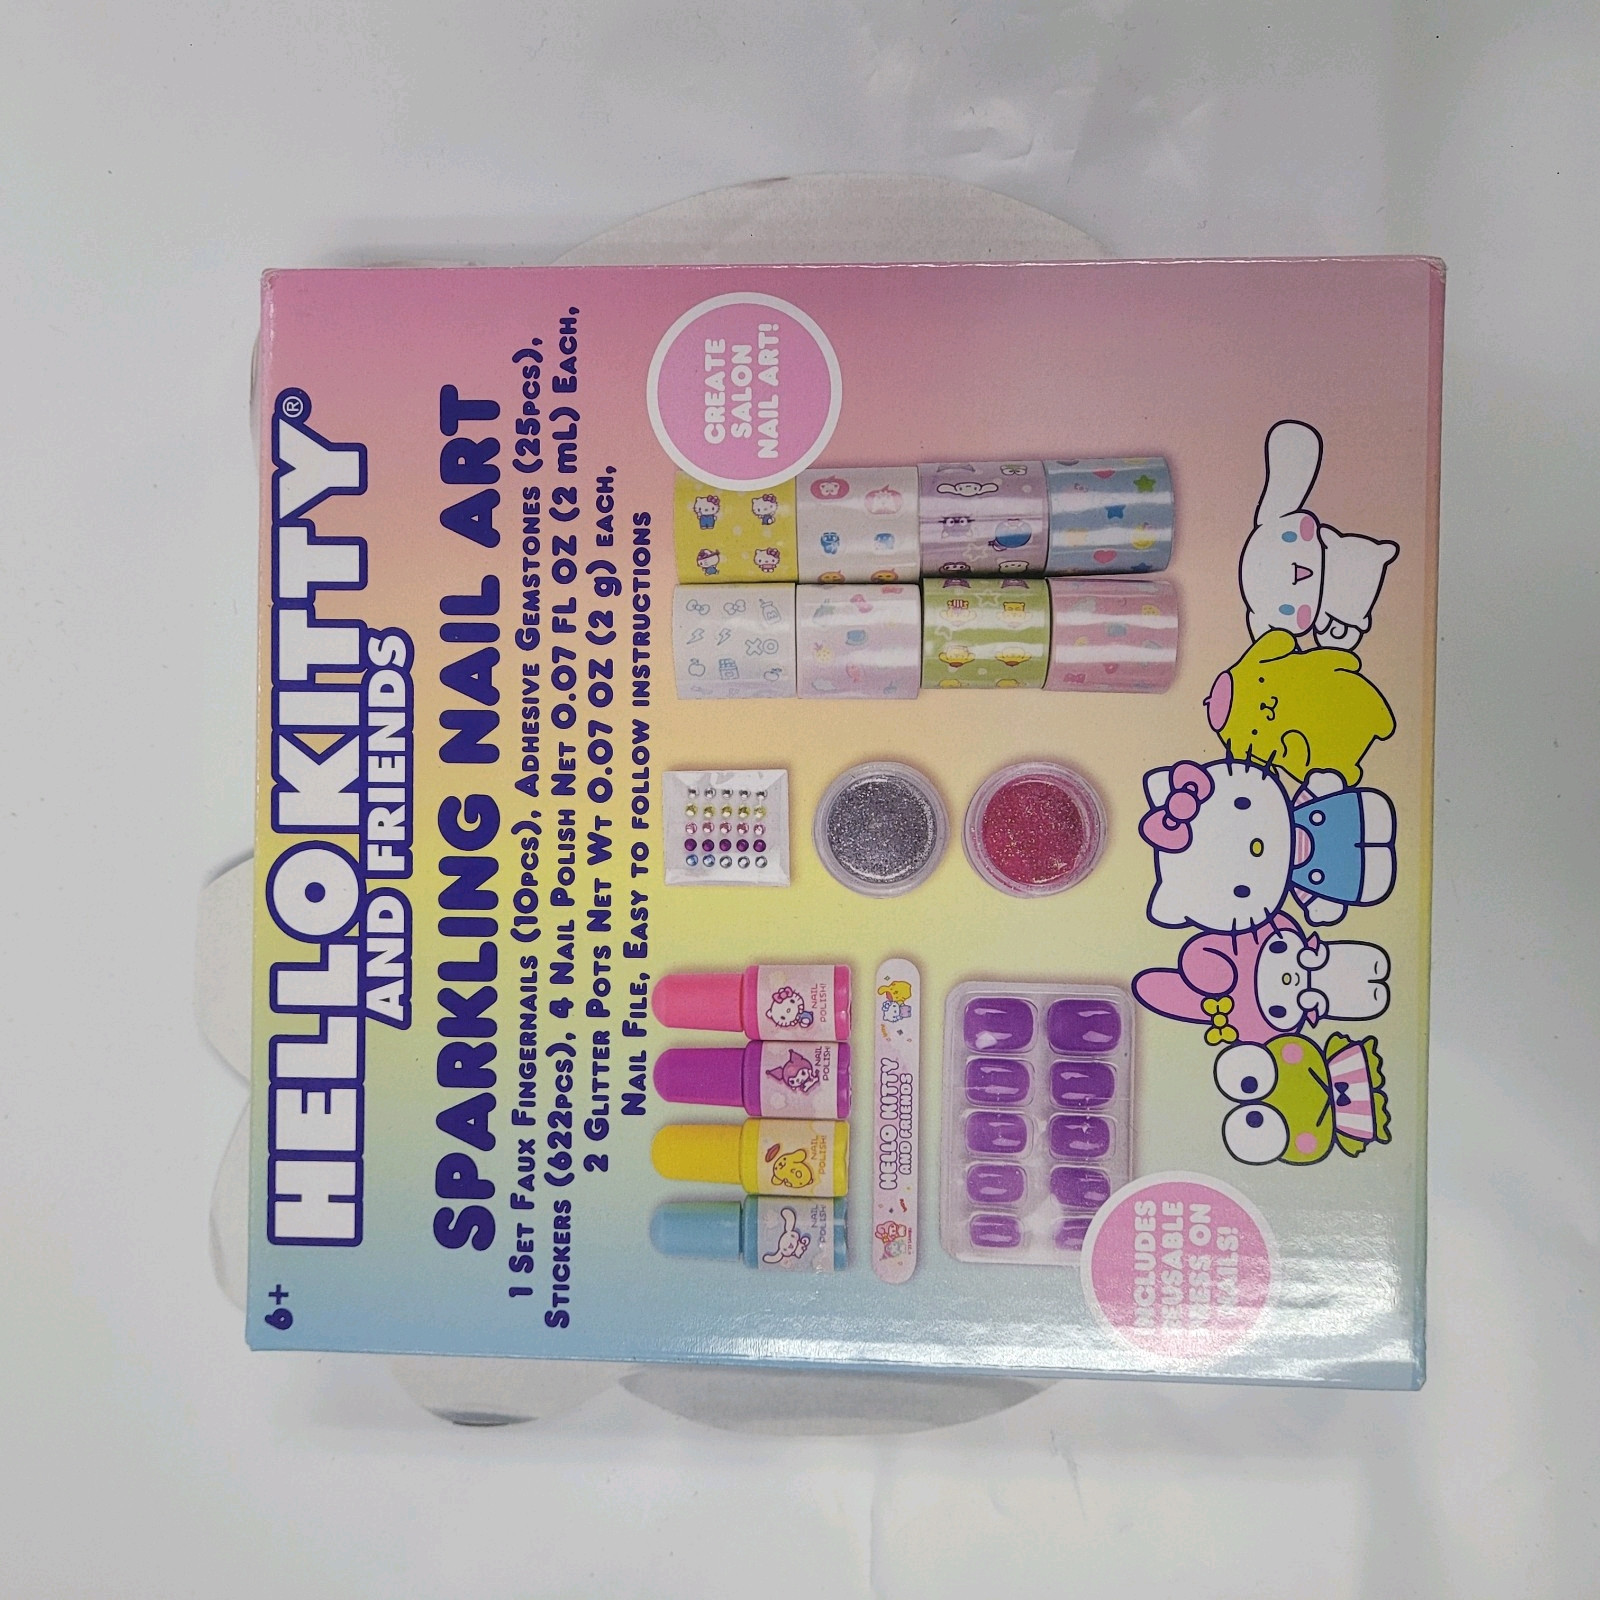 6+
HELLO KITTY®
AND FRIENDS
SPARKLING NAIL ART
1 SET FAUX FINGERNAILS (10PCS), ADHESIVE GEMSTONES (25PCS),
STICKERS (622PCS), 4 NAIL POLISH NET 0.07 FL OZ (2 mL) EACH,
2 GLITTER POTS NET WT 0.07 OZ (2 g) EACH,
NAIL FILE, EASY TO FOLLOW INSTRUCTIONS
CREATE
SALON
NAIL ART!
NAIL
POLISH!
NAIL
POLISH!
NAIL
POLISH!
NAIL
POLISH!
HELLO KITTY
AND FRIENDS
INCLUDES
REUSABLE
PRESS ON
NAILS!